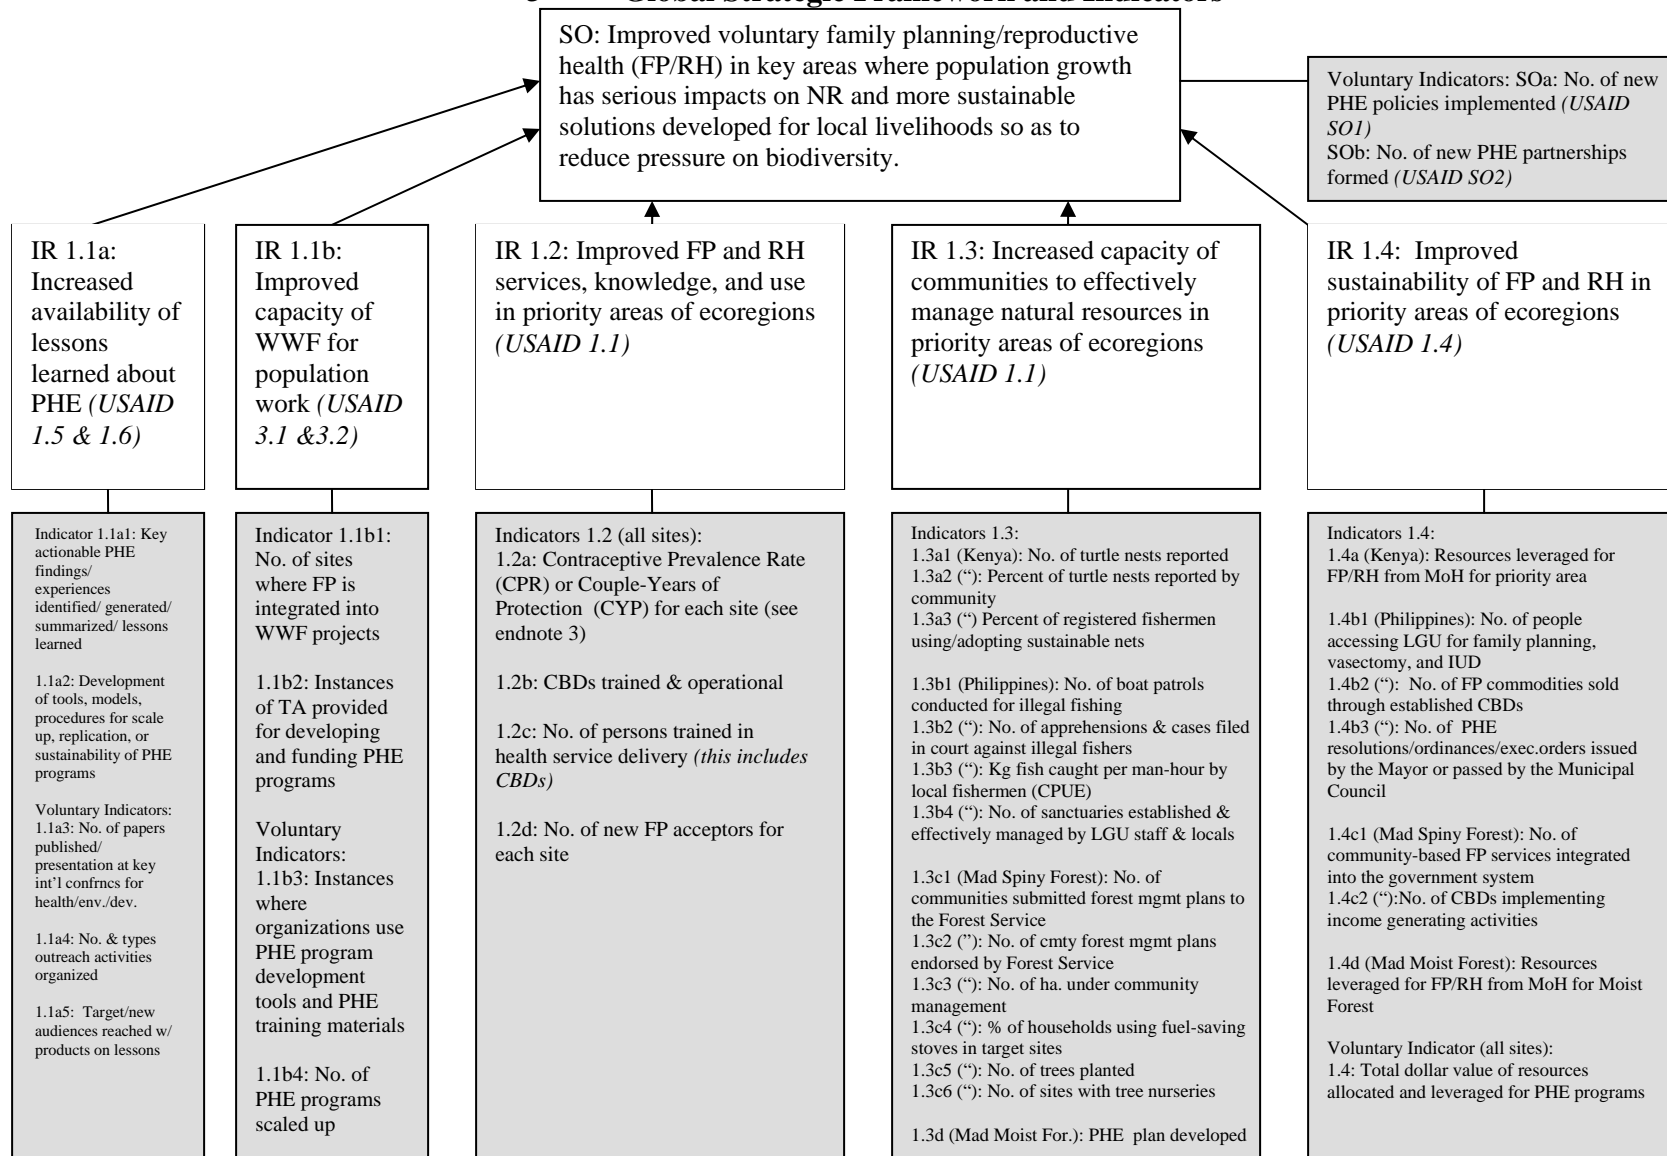 Global Strategic Framework and Indicators
SO: Improved voluntary family planning/reproductive
health (FP/RH) in key areas where population growth
has serious impacts on NR and more sustainable
solutions developed for local livelihoods so as to
reduce pressure on biodiversity.
Voluntary Indicators: SOa: No. of new
PHE policies implemented (USAID
SO1)
SOb: No. of new PHE partnerships
formed (USAID SO2)
IR 1.1a:
Increased
availability of
lessons
learned about
PHE (USAID
1.5 & 1.6)
IR 1.1b:
Improved
capacity of
WWF for
population
work (USAID
3.1 &3.2)
IR 1.2: Improved FP and RH
services, knowledge, and use
in priority areas of ecoregions
(USAID 1.1)
IR 1.3: Increased capacity of
communities to effectively
manage natural resources in
priority areas of ecoregions
(USAID 1.1)
IR 1.4:  Improved
sustainability of FP and RH in
priority areas of ecoregions
(USAID 1.4)
Indicator 1.1a1: Key
actionable PHE
findings/
experiences
identified/ generated/
summarized/ lessons
learned
1.1a2: Development
of tools, models,
procedures for scale
up, replication, or
sustainability of PHE
programs
Voluntary Indicators:
1.1a3: No. of papers
published/
presentation at key
int’l confrncs for
health/env./dev.
1.1a4: No. & types
outreach activities
organized
1.1a5:  Target/new
audiences reached w/
products on lessons
Indicator 1.1b1:
No. of sites
where FP is
integrated into
WWF projects
1.1b2: Instances
of TA provided
for developing
and funding PHE
programs
Voluntary
Indicators:
1.1b3: Instances
where
organizations use
PHE program
development
tools and PHE
training materials
1.1b4: No. of
PHE programs
scaled up
Indicators 1.2 (all sites):
1.2a: Contraceptive Prevalence Rate
(CPR) or Couple-Years of
Protection  (CYP) for each site (see
endnote 3)
1.2b: CBDs trained & operational
1.2c: No. of persons trained in
health service delivery (this includes
CBDs)
1.2d: No. of new FP acceptors for
each site
Indicators 1.3:
1.3a1 (Kenya): No. of turtle nests reported
1.3a2 (“): Percent of turtle nests reported by
community
1.3a3 (“) Percent of registered fishermen
using/adopting sustainable nets
1.3b1 (Philippines): No. of boat patrols
conducted for illegal fishing
1.3b2 (“): No. of apprehensions & cases filed
in court against illegal fishers
1.3b3 (“): Kg fish caught per man-hour by
local fishermen (CPUE)
1.3b4 (“): No. of sanctuaries established &
effectively managed by LGU staff & locals
1.3c1 (Mad Spiny Forest): No. of
communities submitted forest mgmt plans to
the Forest Service
1.3c2 (”): No. of cmty forest mgmt plans
endorsed by Forest Service
1.3c3 (“): No. of ha. under community
management
1.3c4 (“): % of households using fuel-saving
stoves in target sites
1.3c5 (“): No. of trees planted
1.3c6 (“): No. of sites with tree nurseries
1.3d (Mad Moist For.): PHE  plan developed
Indicators 1.4:
1.4a (Kenya): Resources leveraged for
FP/RH from MoH for priority area
1.4b1 (Philippines): No. of people
accessing LGU for family planning,
vasectomy, and IUD
1.4b2 (“):  No. of FP commodities sold
through established CBDs
1.4b3 (“): No. of  PHE
resolutions/ordinances/exec.orders issued
by the Mayor or passed by the Municipal
Council
1.4c1 (Mad Spiny Forest): No. of
community-based FP services integrated
into the government system
1.4c2 (“):No. of CBDs implementing
income generating activities
1.4d (Mad Moist Forest): Resources
leveraged for FP/RH from MoH for Moist
Forest
Voluntary Indicator (all sites):
1.4: Total dollar value of resources
allocated and leveraged for PHE programs